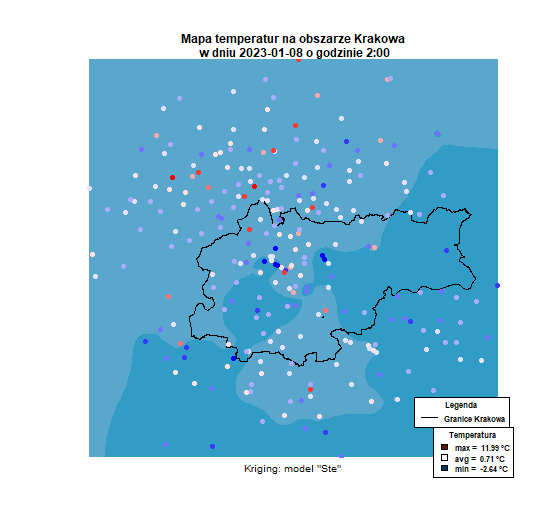 Mapa temperatur na obszarze Krakowa
w dniu 2023-01-08 o godzinie 2:00
Legenda
Granice Krakowa
Temperatura
max = 11.99 °C
avg = 0.71 °C
min = -2.64 °C
Kriging: model "Ste"